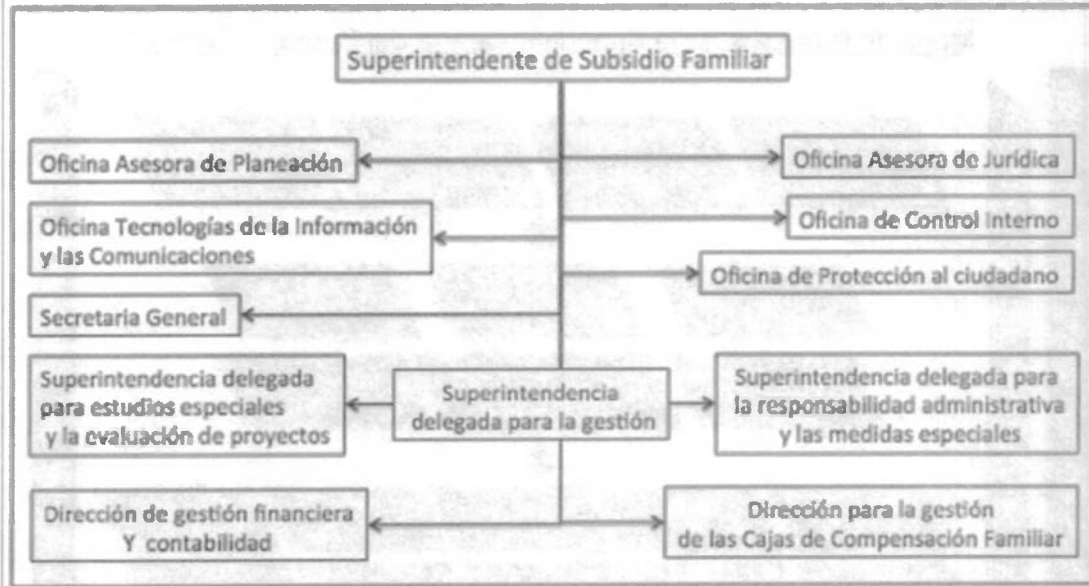 Superintendente de Subsidio Familiar
Oficina Asesora de Planeación
Oficina Asesora de Jurídica
Oficina Tecnologías de la Información
y las Comunicaciones
Oficina de Control Interno
Oficina de Protección al ciudadano
Secretaria General
Superintendencia delegada
para estudios especiales
y la evaluación de proyectos
Superintendencia
delegada para la gestión
Superintendencia delegada para
la responsabilidad administrativa
y las medidas especiales
Dirección de gestión financiera
Y contabilidad
Dirección para la gestión
de las Cajas de Compensación Familiar